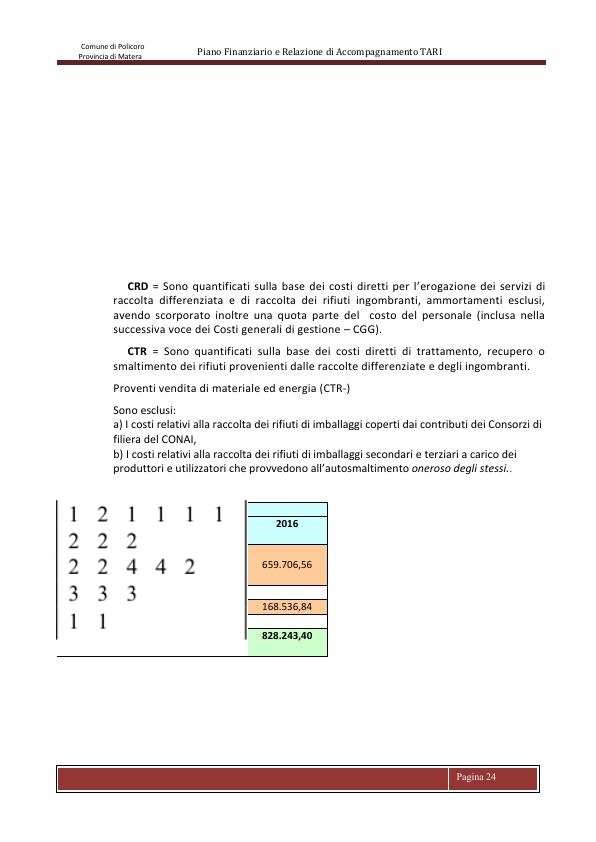 Comune di Policoro
Provincia di Matera
Piano Finanziario e Relazione di Accompagnamento TARI
CRD = Sono quantificati sulla base dei costi diretti per l’erogazione dei servizi di
raccolta differenziata e di raccolta dei rifiuti ingombranti, ammortamenti esclusi,
avendo scorporato inoltre una quota parte del costo del personale (inclusa nella
successiva voce dei Costi generali di gestione – CGG).
CTR = Sono quantificati sulla base dei costi diretti di trattamento, recupero o
smaltimento dei rifiuti provenienti dalle raccolte differenziate e degli ingombranti.
Proventi vendita di materiale ed energia (CTR-)
Sono esclusi:
a) I costi relativi alla raccolta dei rifiuti di imballaggi coperti dai contributi dei Consorzi di
filiera del CONAI,
b) I costi relativi alla raccolta dei rifiuti di imballaggi secondari e terziari a carico dei
produttori e utilizzatori che provvedono all’autosmaltimento oneroso degli stessi..
1 2 1 1 1 1
2 2 2
2 2 4 4 2
3 3 3
1 1
2016
659.706,56
168.536,84
828.243,40
Pagina 24